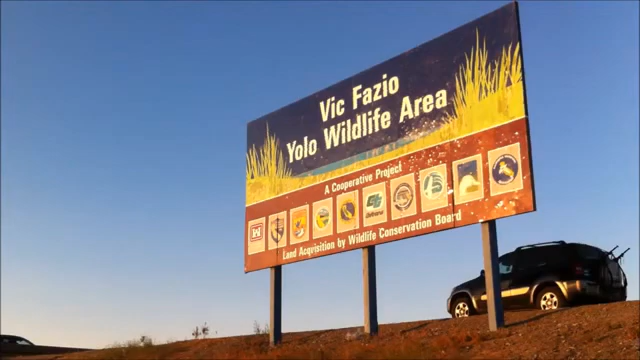 Vic Fazio
Yolo Wildlife Area
A Cooperative Project
Land Acquisition by Wildlife Conservation Board